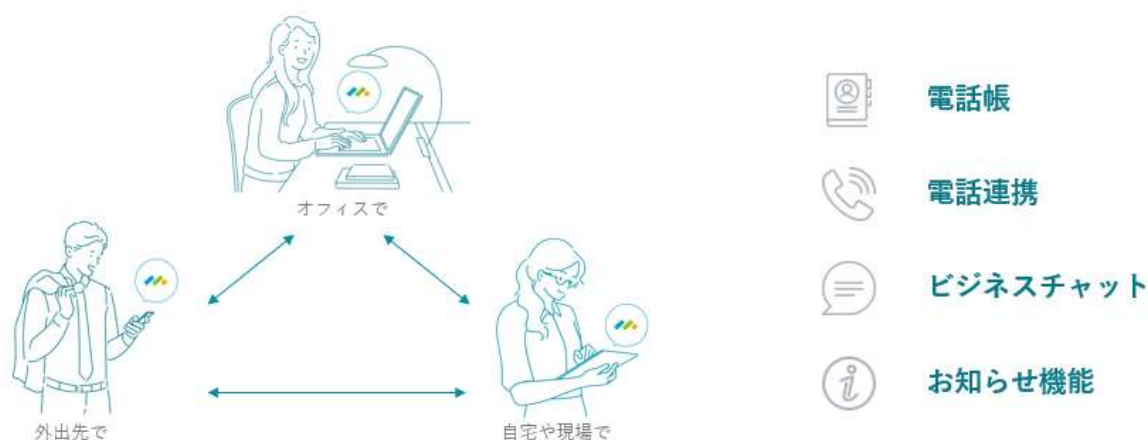 オフィスで
外出先で
自宅や現場で
電話帳
電話連携
ビジネスチャット
お知らせ機能